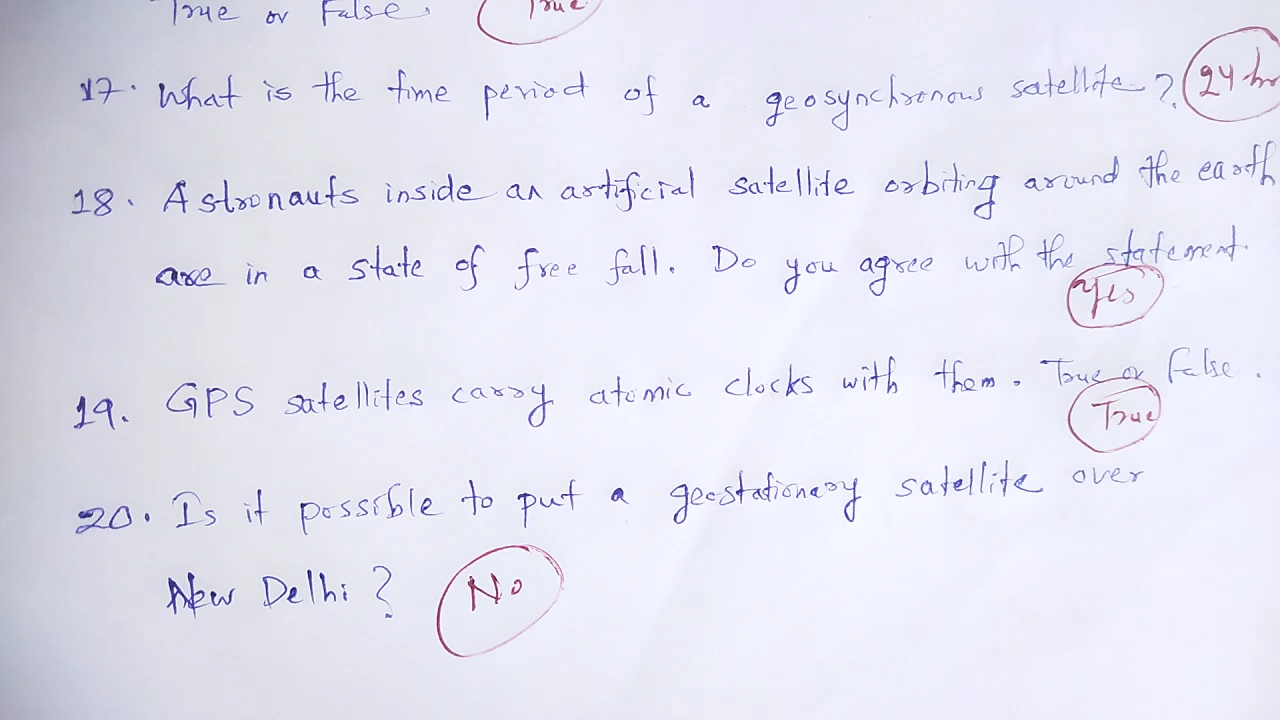 True or False. True
17. What is the time period of a geosynchronous satellite? 24 hr
18. Astronauts inside an artificial satellite orbiting around the earth
are in a state of free fall. Do you agree with the statement.
Yes
19. GPS satellites carry atomic clocks with them. True or False.
True
20. Is it possible to put a geostationary satellite over
New Delhi? No